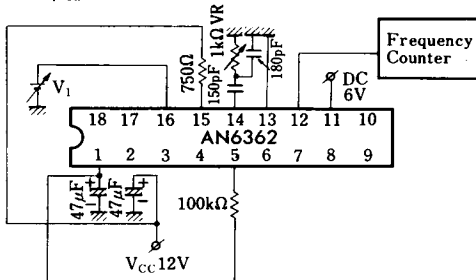 1kΩ VR
180pF
150pF
750Ω
Frequency
Counter
DC
6V
V₁
18 17 16 15 14 13 12 11 10
AN6362
1 2 3 4 5 6 7 8 9
47μF
+
−
47μF
+
−
100kΩ
VCC 12V